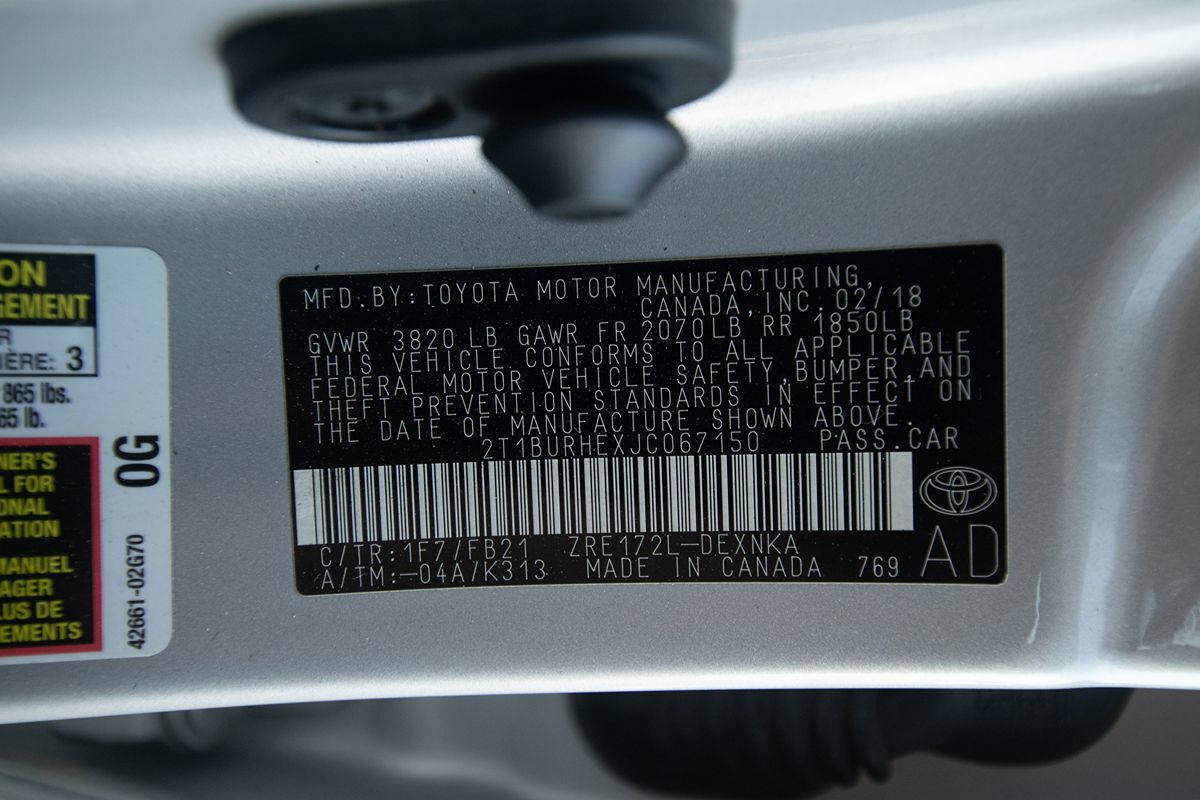 ON
GEMENT
R
IÈRE: 3
865 lbs.
65 lb.
NER'S
L FOR
ONAL
ATION
MANUEL
AGER
LUS DE
EMENTS
0G
42661-02G70
MFD.BY:TOYOTA MOTOR MANUFACTURING,
CANADA,INC.02/18
GVWR 3820 LB GAWR FR 2070LB RR 1850LB
THIS VEHICLE CONFORMS TO ALL APPLICABLE
FEDERAL MOTOR VEHICLE SAFETY,BUMPER,AND
THEFT PREVENTION STANDARDS IN EFFECT ON
THE DATE OF MANUFACTURE SHOWN ABOVE.
2T1BURHEXJC067150 PASS.CAR
C/TR:1F7/FB21 ZRE172L-DEXNKA
A/TM:-04A/K313 MADE IN CANADA 769
AD